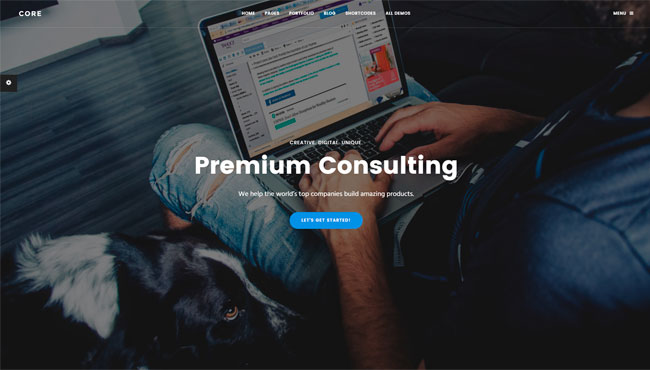 CORE
HOME PAGES PORTFOLIO BLOG SHORTCODES ALL DEMOS
MENU
CREATIVE. DIGITAL. UNIQUE.
Premium Consulting
We help the world's top companies build amazing products.
LET'S GET STARTED!